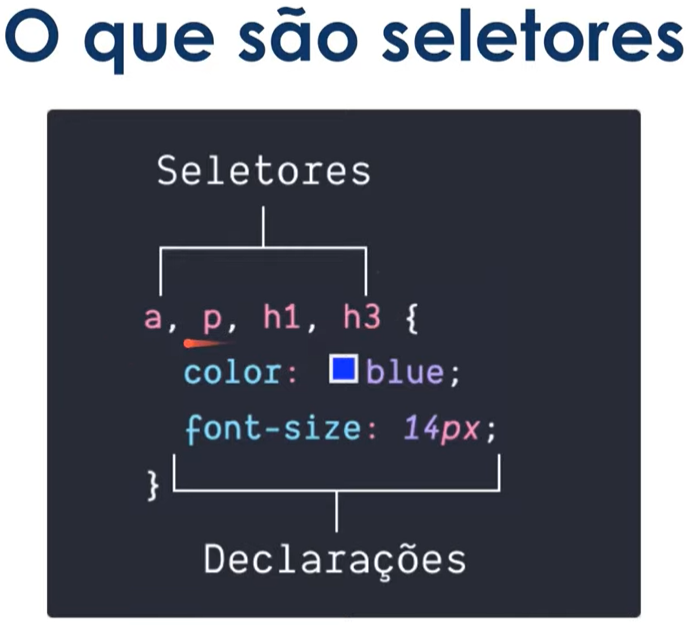 O que são seletores
Seletores
a, p, h1, h3 {
color: blue;
font-size: 14px;
}
Declarações